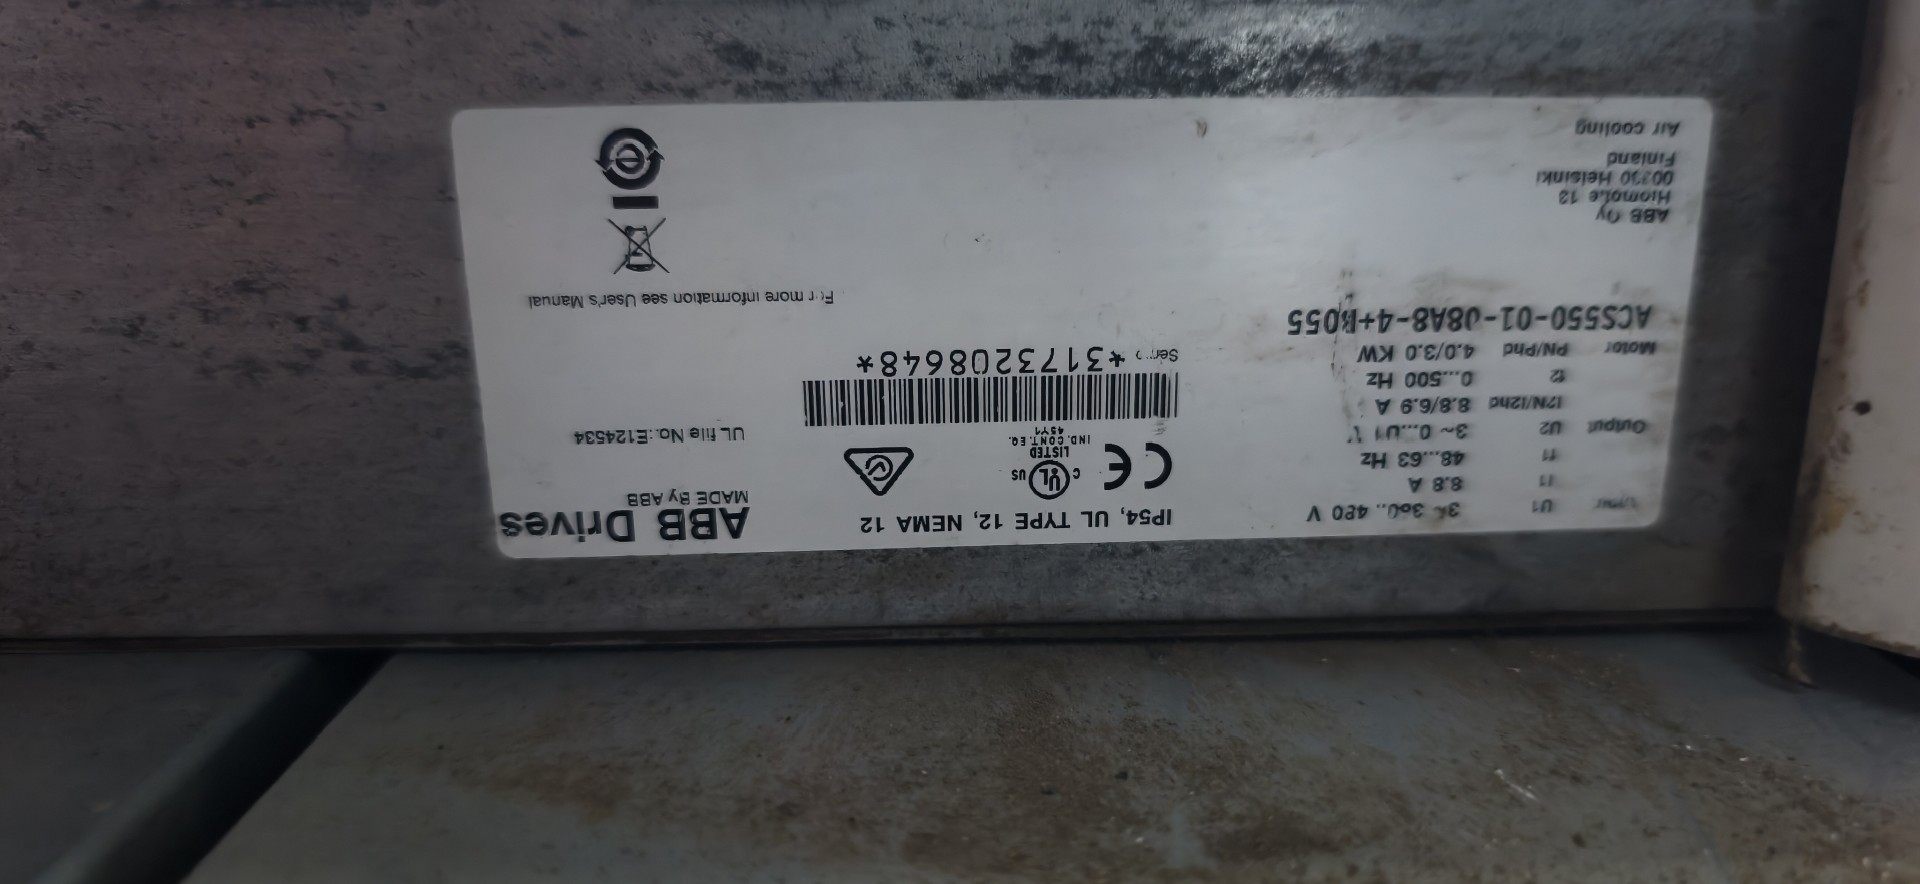 ABB Drives
MADE By ABB
UL file No.:E124534
For more information see User's Manual
IP54, UL TYPE 12, NEMA 12
CE
C UL US
LISTED
IND.CONT.EQ.
45Y1
*3173208648*
U1 3~ 380.. 480 V
I1 8.8 A
f1 48...63 Hz
Output U2 3~ 0...U1 V
I2N/I2hd 8.8/6.9 A
f2 0...500 Hz
Motor PN/Phd 4.0/3.0 KW
ACS550-01-08A8-4+B055
ABB Oy
Hiomotie 13
00380 Helsinki
Finland
Air cooling